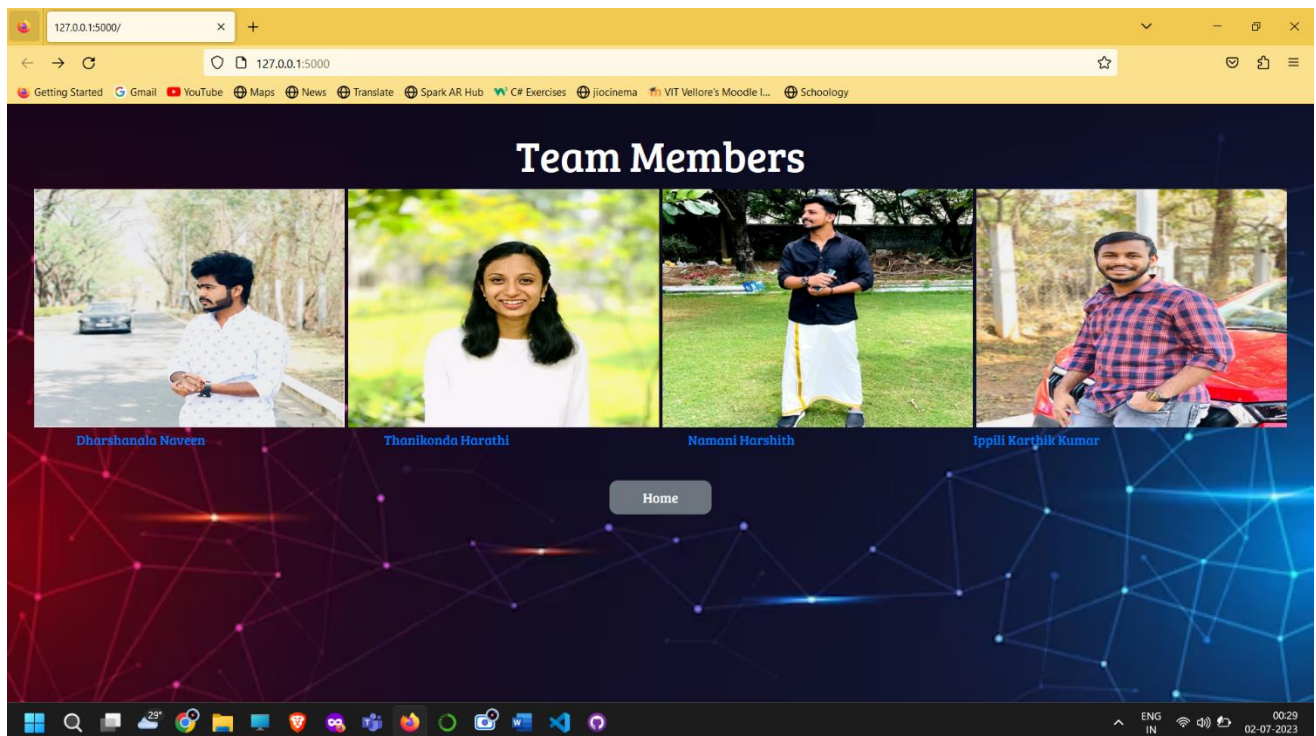 127.0.0.1:5000/
127.0.0.1:5000
Getting Started Gmail YouTube Maps News Translate Spark AR Hub C# Exercises jiocinema VIT Vellore's Moodle l... Schoology
Team Members
Dharshanala Naveen Thanikonda Harathi Namani Harshith Ippili Karthik Kumar
Home
29°
ENG 00:29
IN 02-07-2023